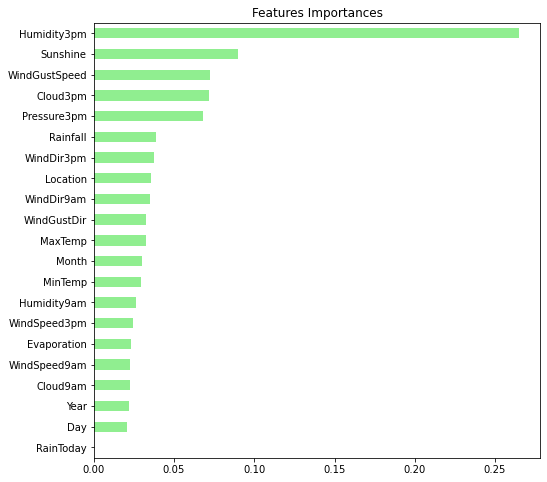 Features Importances
Humidity3pm
Sunshine
WindGustSpeed
Cloud3pm
Pressure3pm
Rainfall
WindDir3pm
Location
WindDir9am
WindGustDir
MaxTemp
Month
MinTemp
Humidity9am
WindSpeed3pm
Evaporation
WindSpeed9am
Cloud9am
Year
Day
RainToday
0.00 0.05 0.10 0.15 0.20 0.25